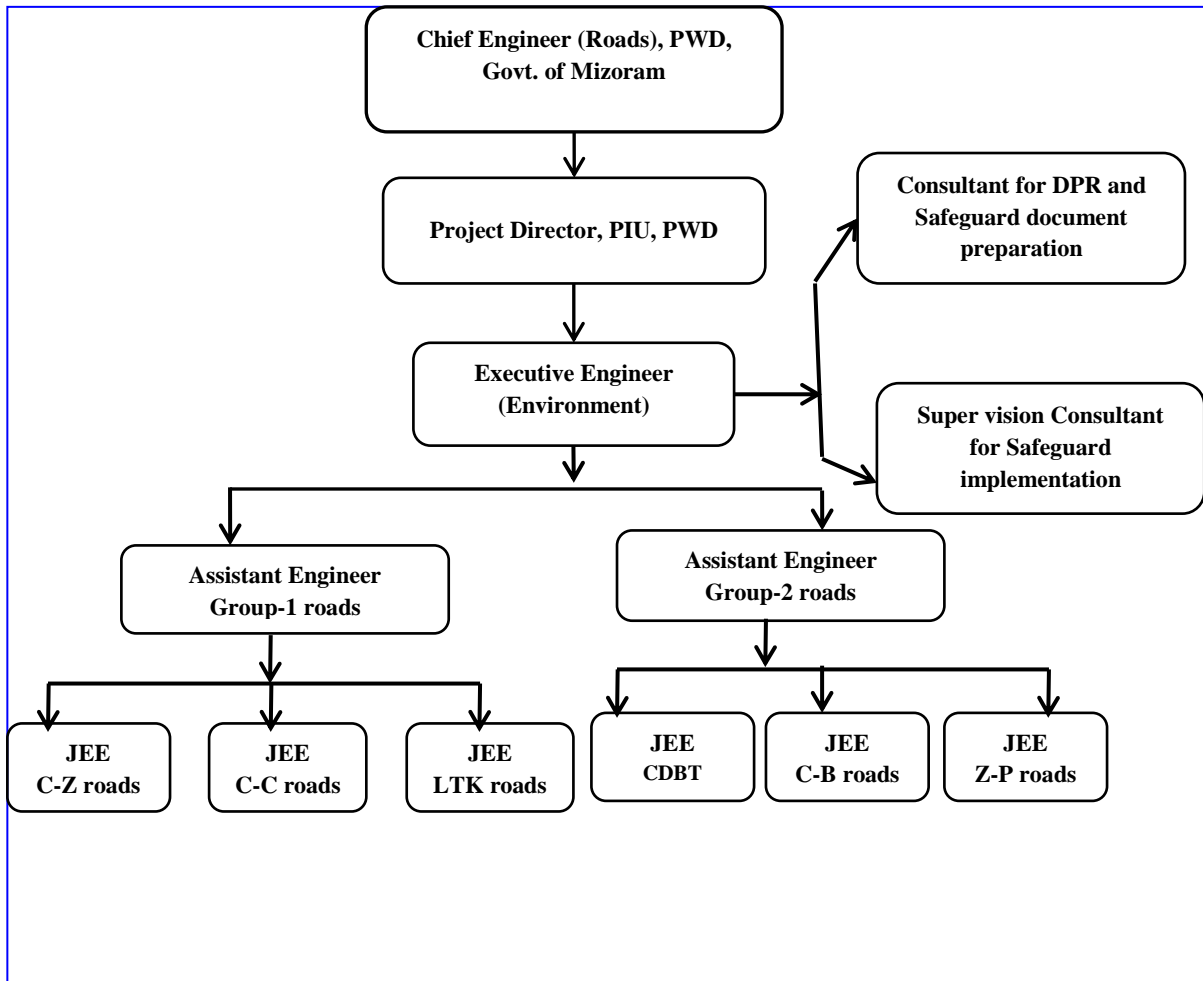 Chief Engineer (Roads), PWD,
Govt. of Mizoram
Project Director, PIU, PWD
Consultant for DPR and
Safeguard document
preparation
Executive Engineer
(Environment)
Super vision Consultant
for Safeguard
implementation
Assistant Engineer
Group-1 roads
Assistant Engineer
Group-2 roads
JEE
C-Z roads
JEE
C-C roads
JEE
LTK roads
JEE
CDBT
JEE
C-B roads
JEE
Z-P roads